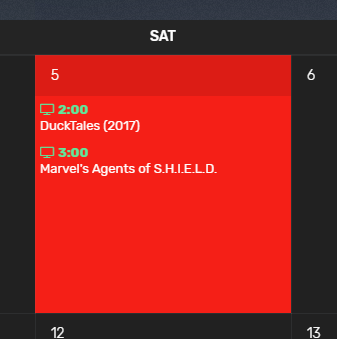 SAT
5
6
2:00
DuckTales (2017)
3:00
Marvel's Agents of S.H.I.E.L.D.
12
13